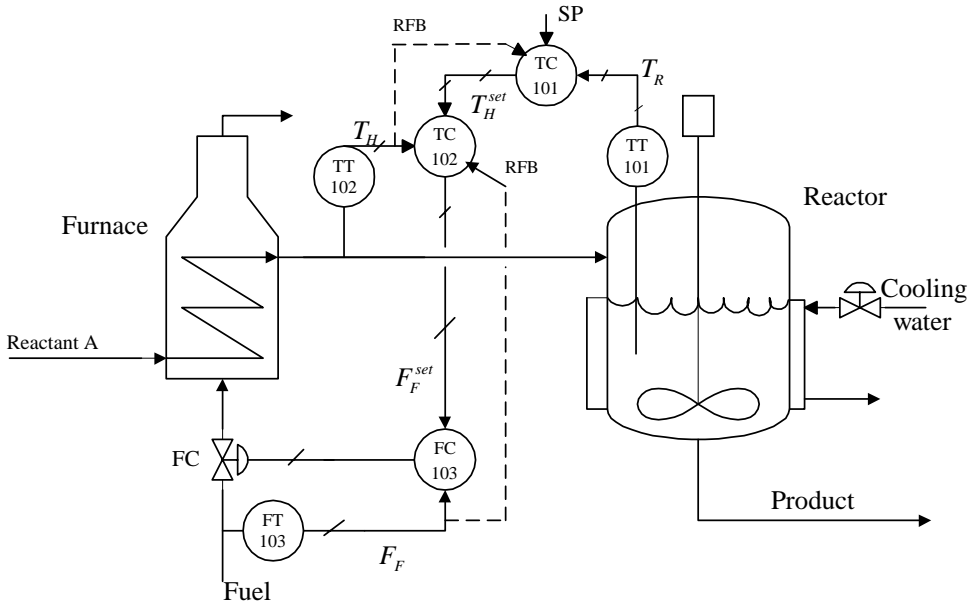 SP
RFB
TC
101
T_R
T_H^{set}
T_H
TC
102
TT
102
TT
101
RFB
Furnace
Reactor
Cooling
water
Reactant A
F_F^{set}
FC
FC
103
Product
FT
103
F_F
Fuel